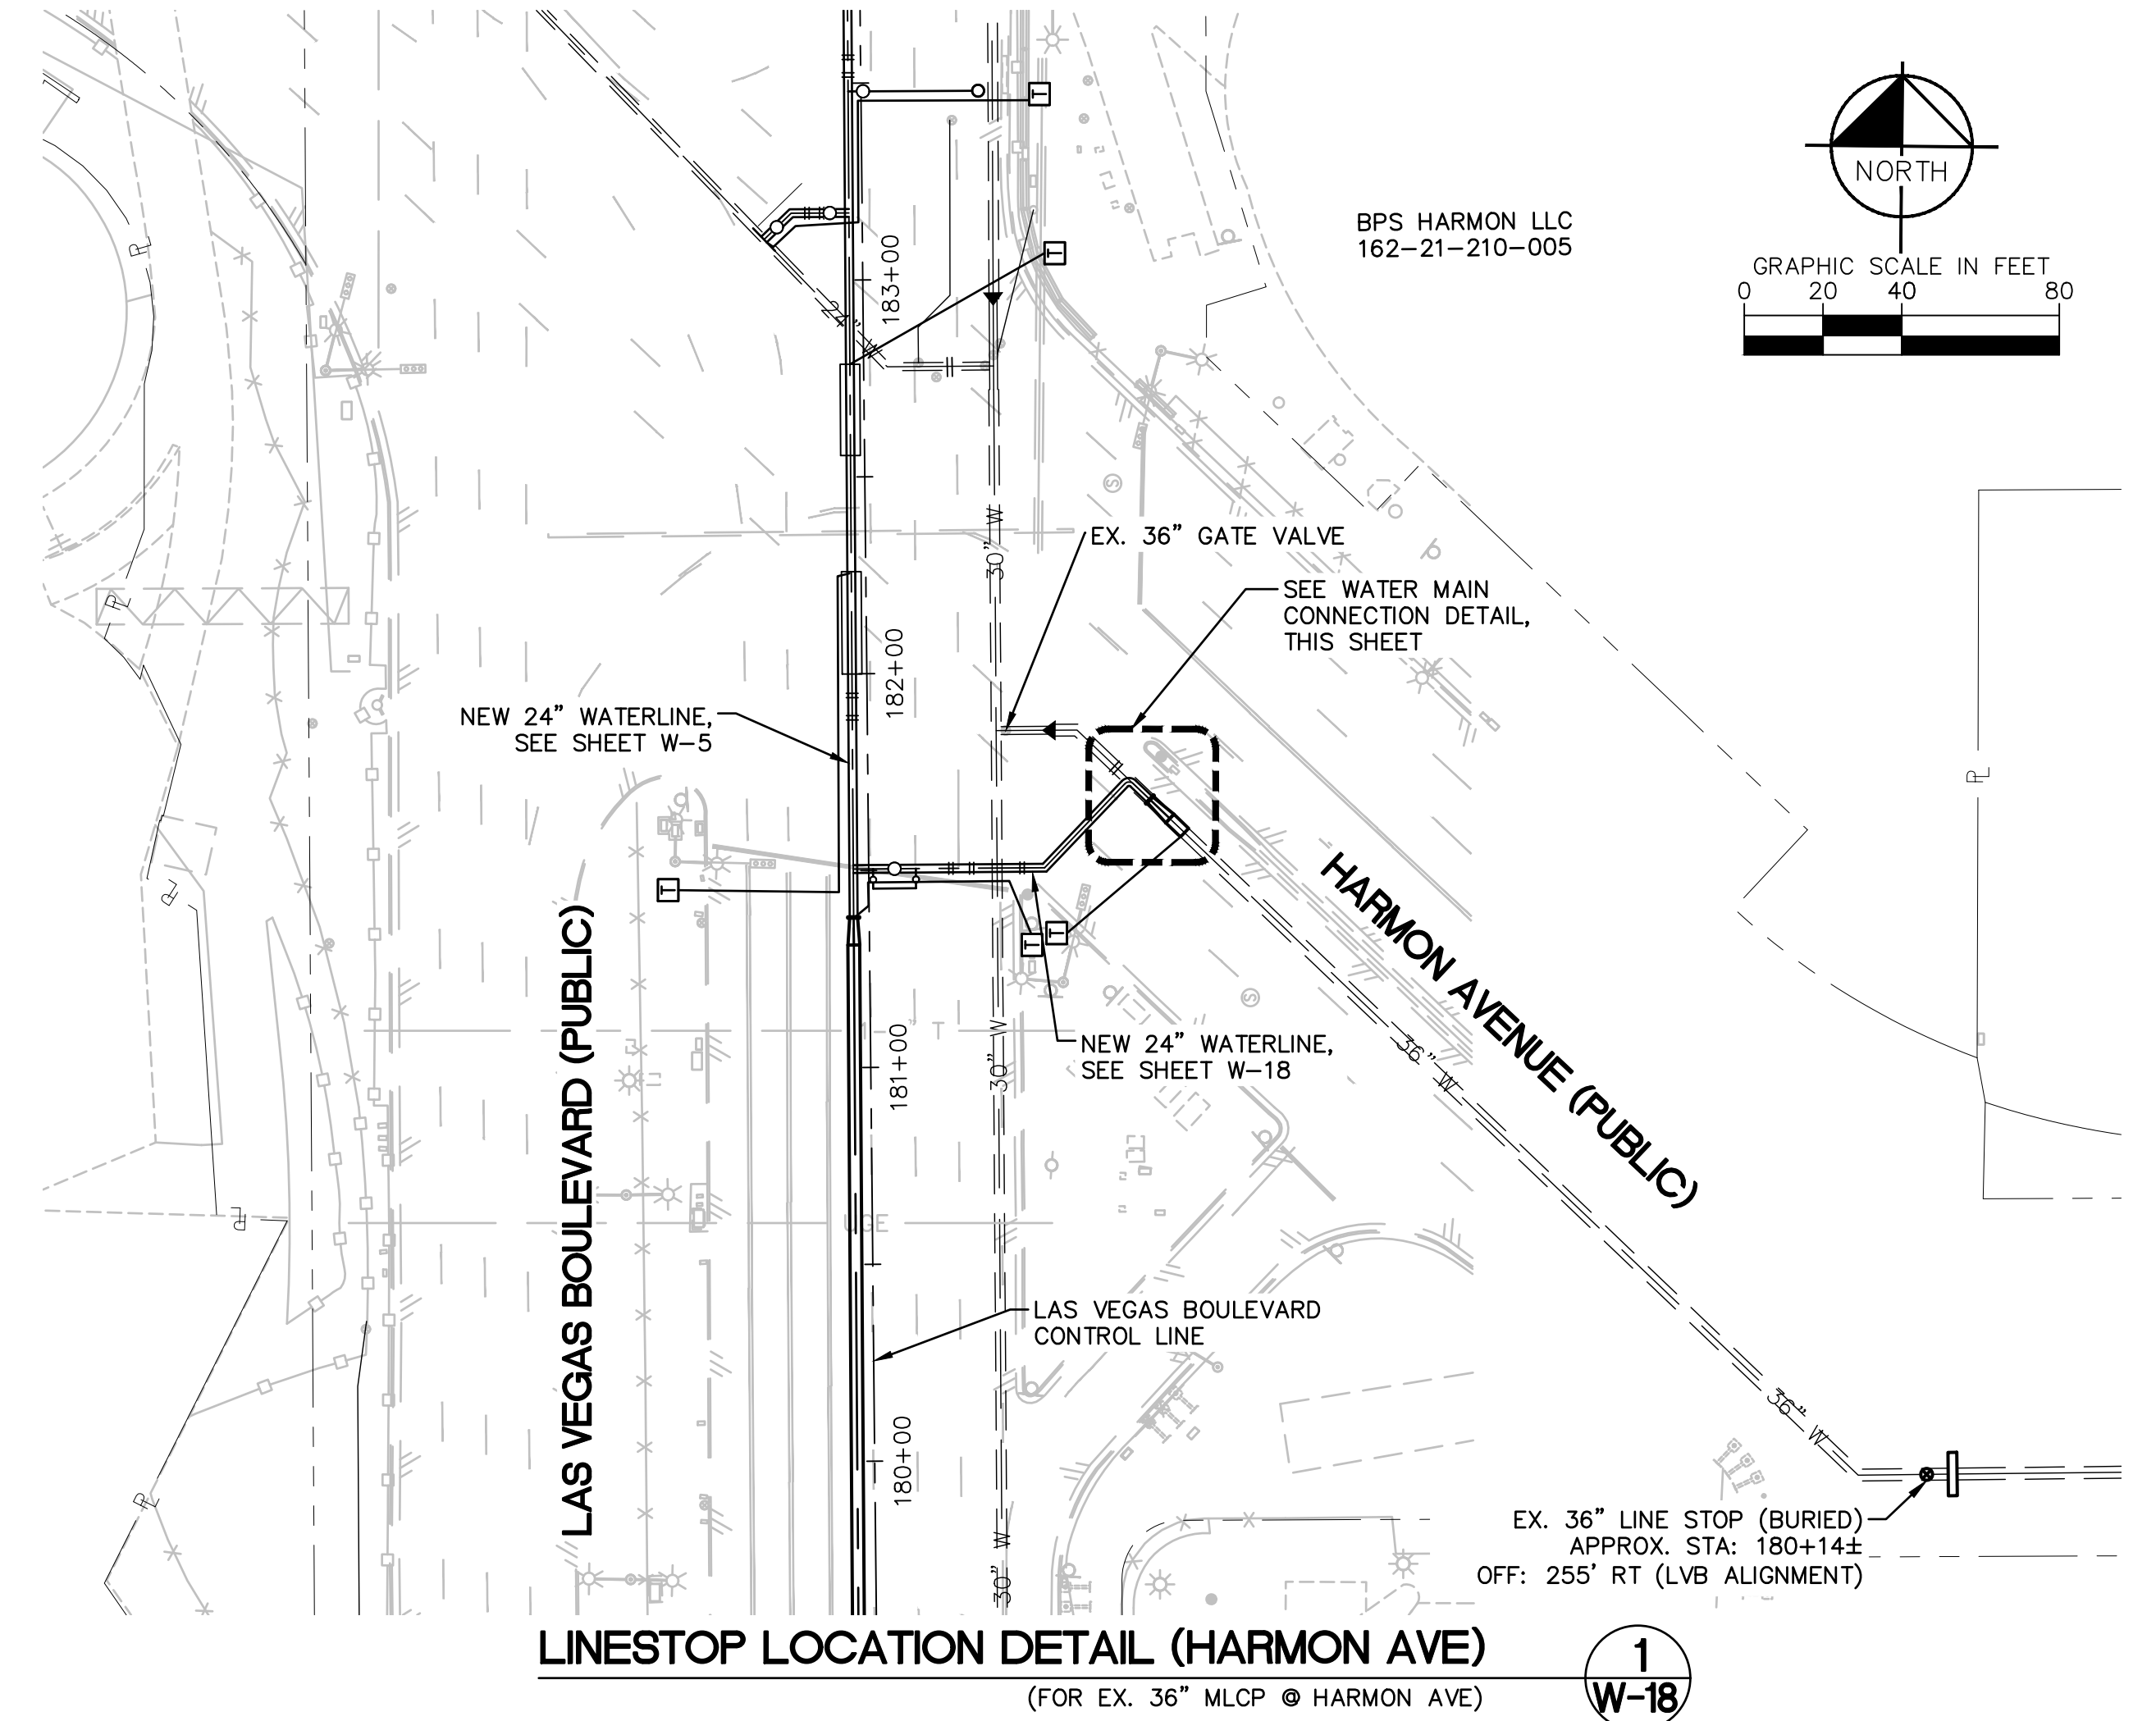 BPS HARMON LLC
162-21-210-005
NORTH
GRAPHIC SCALE IN FEET
0 20 40 80
T
T
183+00
24"
30" W
EX. 36" GATE VALVE
SEE WATER MAIN
CONNECTION DETAIL,
THIS SHEET
182+00
NEW 24" WATERLINE,
SEE SHEET W-5
T
T
T
HARMON AVENUE (PUBLIC)
LAS VEGAS BOULEVARD (PUBLIC)
181+00
30" W
NEW 24" WATERLINE,
SEE SHEET W-18
36" W
UGE
LAS VEGAS BOULEVARD
CONTROL LINE
180+00
36" W
30" W
EX. 36" LINE STOP (BURIED)
APPROX. STA: 180+14±
OFF: 255' RT (LVB ALIGNMENT)
LINESTOP LOCATION DETAIL (HARMON AVE)
(FOR EX. 36" MLCP @ HARMON AVE)
1
W-18